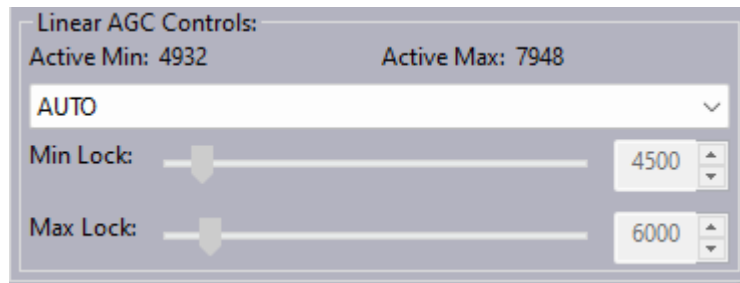 Linear AGC Controls:
Active Min: 4932 Active Max: 7948
AUTO
Min Lock: 4500
Max Lock: 6000